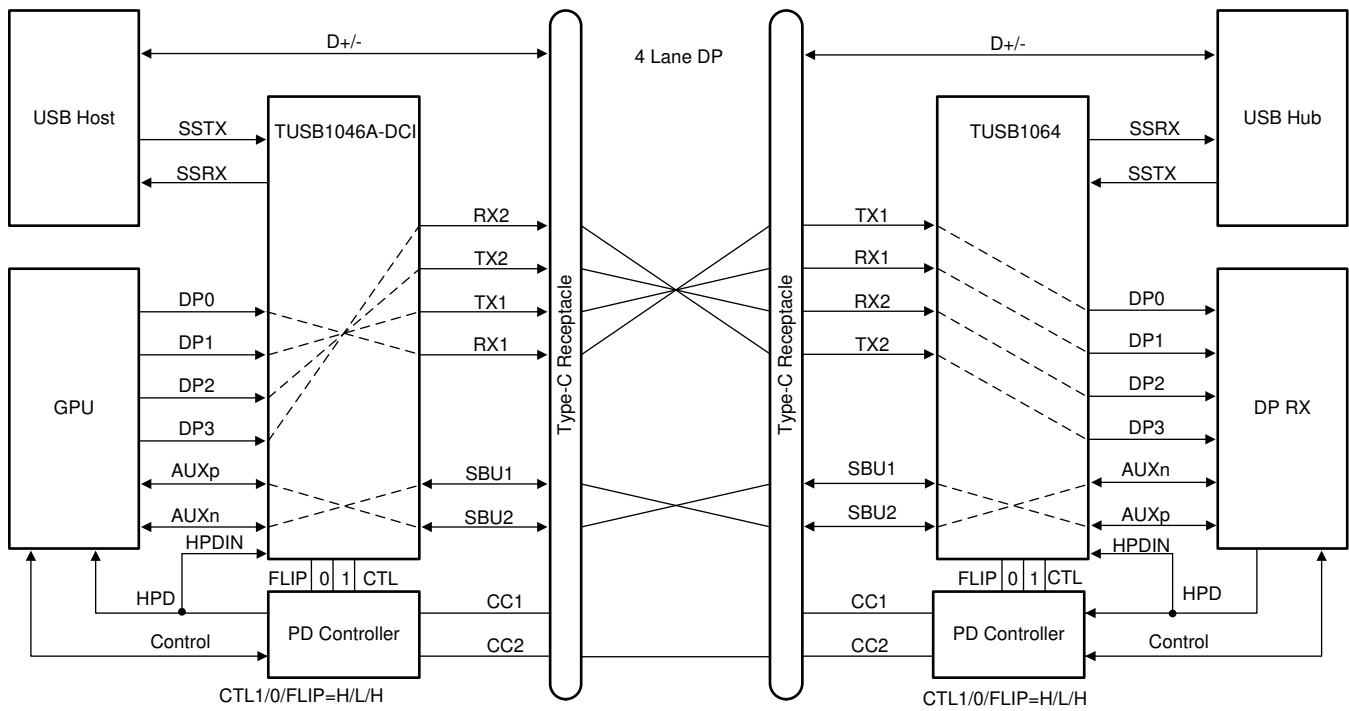 D+/-
4 Lane DP
D+/-
USB Host
TUSB1046A-DCI
TUSB1064
USB Hub
SSTX
SSRX
SSRX
SSTX
RX2
TX2
TX1
RX1
TX1
RX1
RX2
TX2
Type-C Receptacle
Type-C Receptacle
GPU
DP0
DP1
DP2
DP3
AUXp
AUXn
HPDIN
SBU1
SBU2
SBU1
SBU2
DP0
DP1
DP2
DP3
AUXn
AUXp
HPDIN
DP RX
FLIP 0 1 CTL
FLIP 0 1 CTL
HPD
Control
PD Controller
CC1
CC2
CC1
CC2
PD Controller
HPD
Control
CTL1/0/FLIP=H/L/H
CTL1/0/FLIP=H/L/H